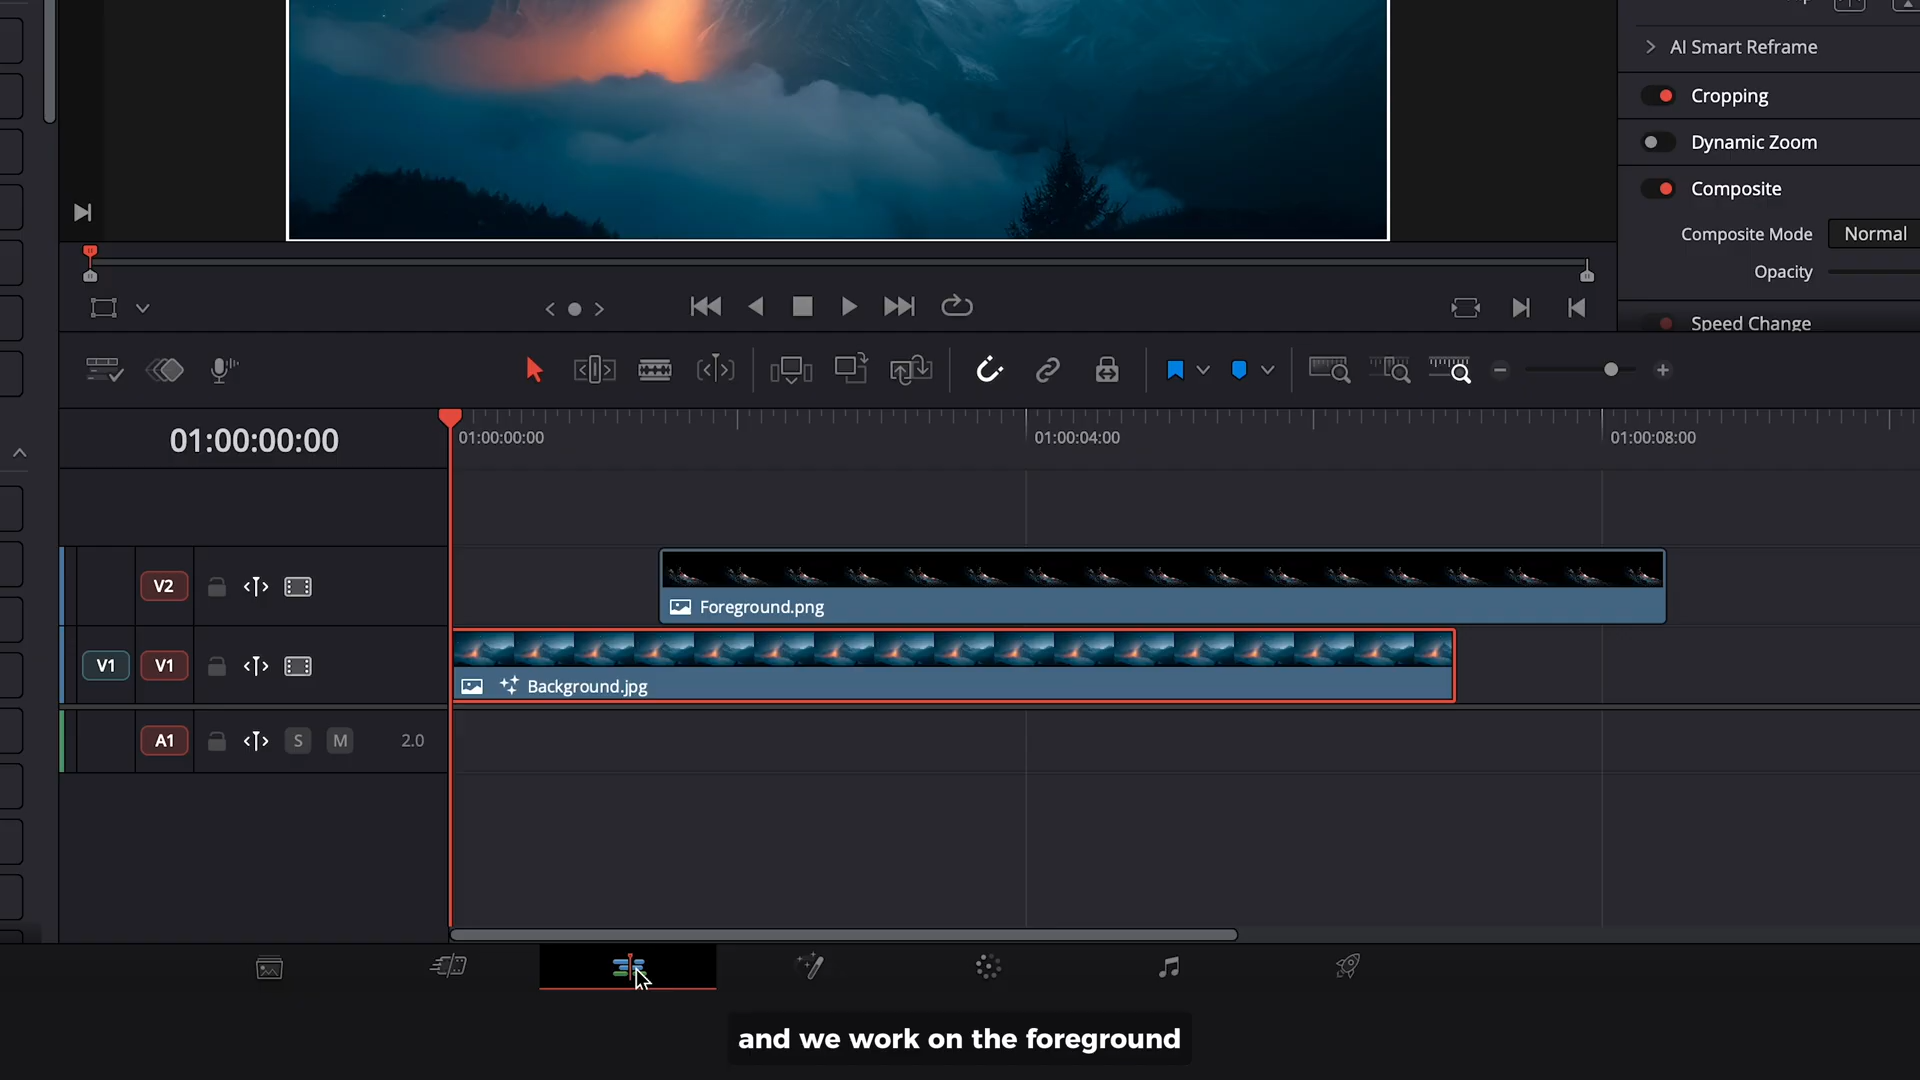 AI Smart Reframe
Cropping
Dynamic Zoom
Composite
Composite Mode
Normal
Opacity
Speed Change
01:00:00:00
01:00:00:00
01:00:04:00
01:00:08:00
V2
Foreground.png
V1
V1
Background.jpg
A1
S
M
2.0
and we work on the foreground